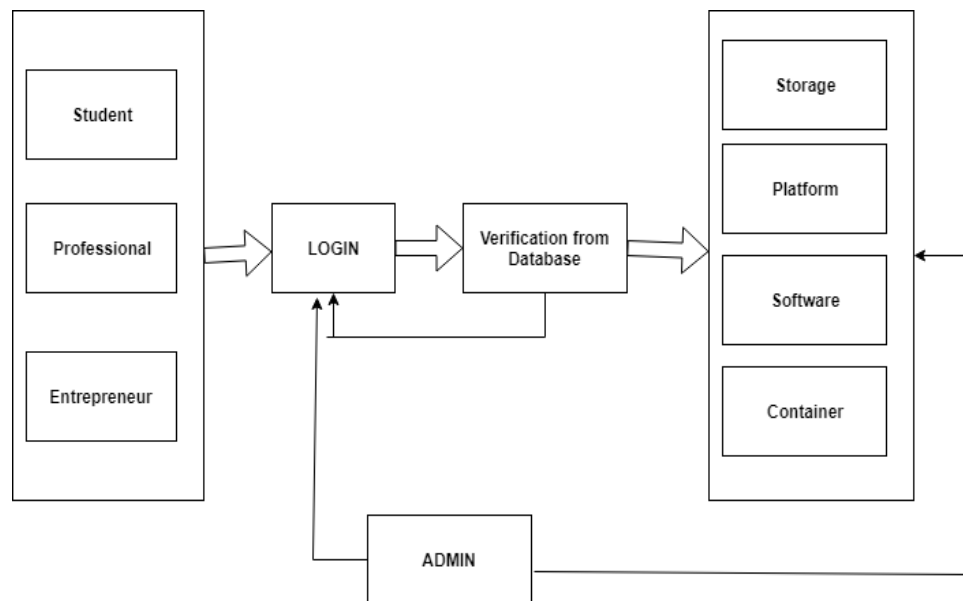 Student
Professional
Entrepreneur
LOGIN
Verification from
Database
Storage
Platform
Software
Container
ADMIN